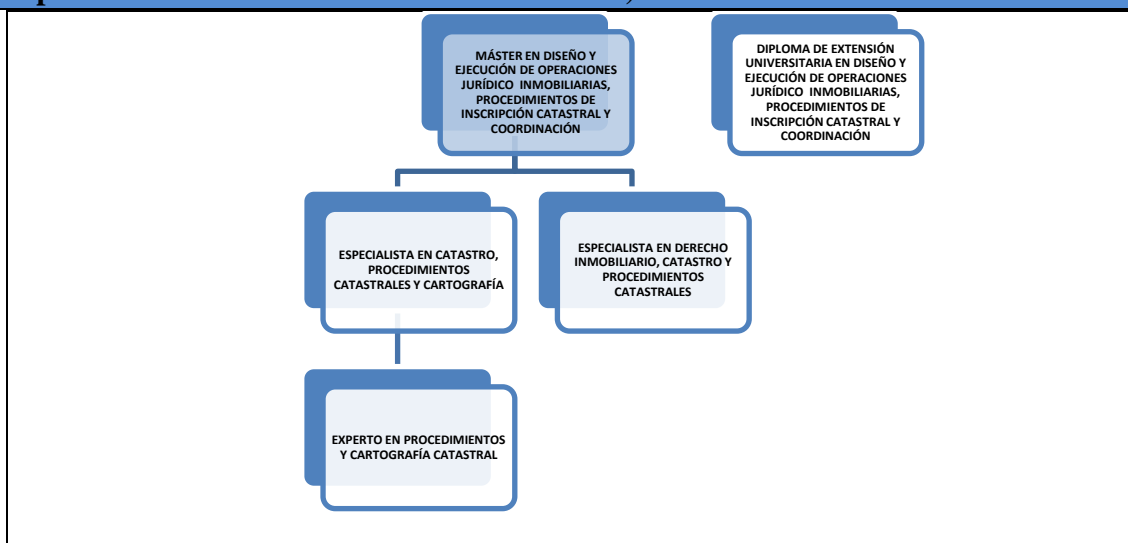 MÁSTER EN DISEÑO Y
EJECUCIÓN DE OPERACIONES
JURÍDICO INMOBILIARIAS,
PROCEDIMIENTOS DE
INSCRIPCIÓN CATASTRAL Y
COORDINACIÓN
DIPLOMA DE EXTENSIÓN
UNIVERSITARIA EN DISEÑO Y
EJECUCIÓN DE OPERACIONES
JURÍDICO INMOBILIARIAS,
PROCEDIMIENTOS DE
INSCRIPCIÓN CATASTRAL Y
COORDINACIÓN
ESPECIALISTA EN CATASTRO,
PROCEDIMIENTOS
CATASTRALES Y CARTOGRAFÍA
ESPECIALISTA EN DERECHO
INMOBILIARIO, CATASTRO Y
PROCEDIMIENTOS
CATASTRALES
EXPERTO EN PROCEDIMIENTOS
Y CARTOGRAFÍA CATASTRAL